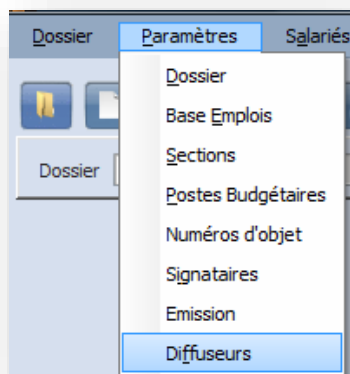 Dossier Paramètres Salariés
Dossier
Base Emplois
Sections
Dossier
Postes Budgétaires
Numéros d'objet
Signataires
Emission
Diffuseurs